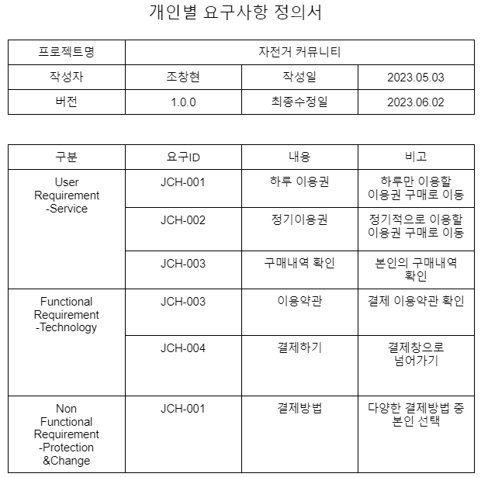 개인별 요구사항 정의서
프로젝트명 자전거 커뮤니티
작성자 조창현 작성일 2023.05.03
버전 1.0.0 최종수정일 2023.06.02
구분 요구ID 내용 비고
User
Requirement
-Service
JCH-001 하루 이용권 하루만 이용할
이용권 구매로 이동
JCH-002 정기이용권 정기적으로 이용할
이용권 구매로 이동
JCH-003 구매내역 확인 본인의 구매내역
확인
Functional
Requirement
-Technology
JCH-003 이용약관 결제 이용약관 확인
JCH-004 결제하기 결제창으로
넘어가기
Non
Functional
Requirement
-Protection
&Change
JCH-001 결제방법 다양한 결제방법 중
본인 선택